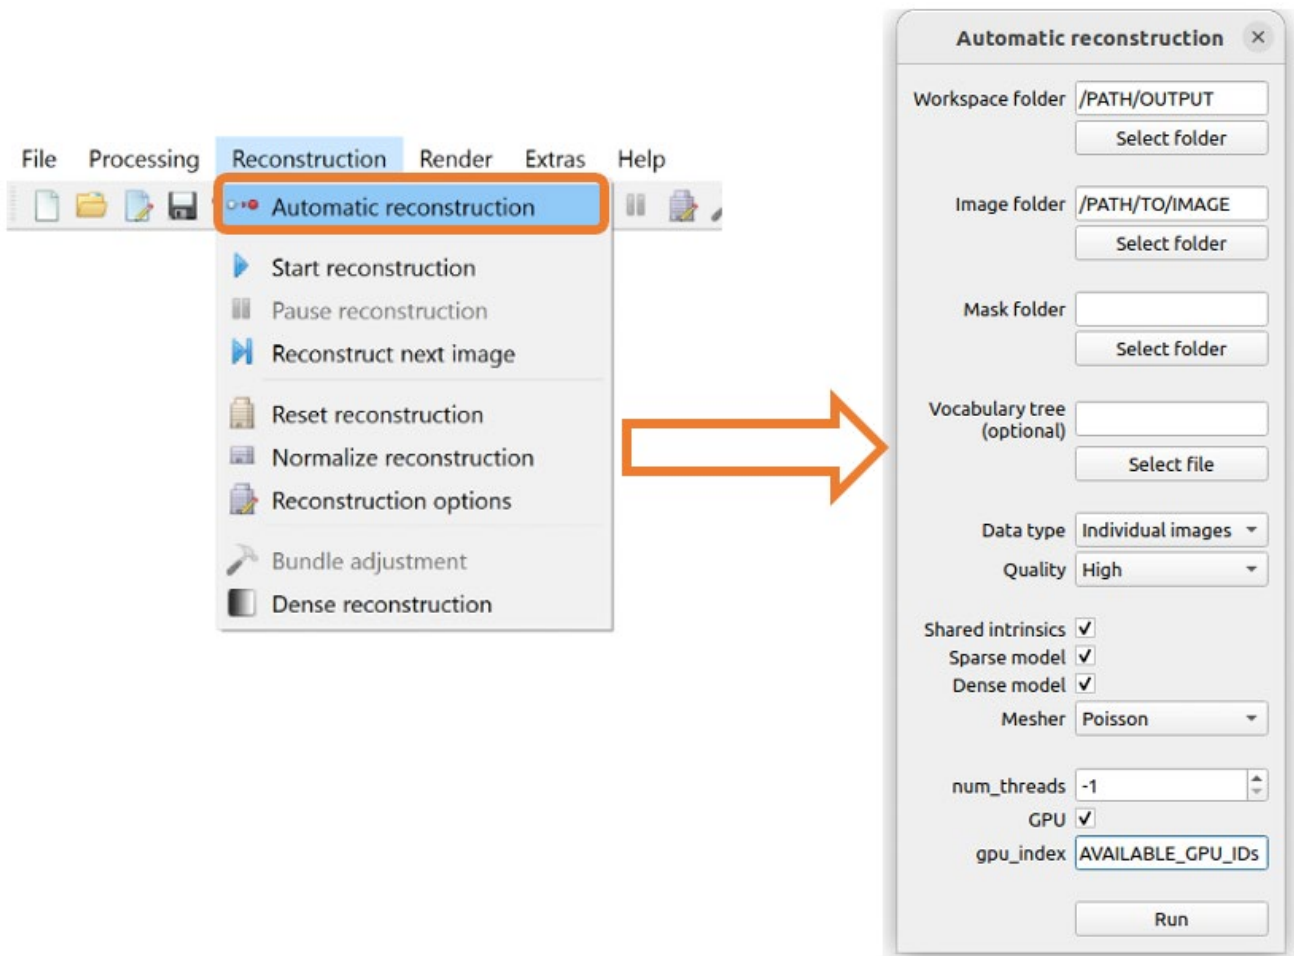 File Processing Reconstruction Render Extras Help
Automatic reconstruction
Start reconstruction
Pause reconstruction
Reconstruct next image
Reset reconstruction
Normalize reconstruction
Reconstruction options
Bundle adjustment
Dense reconstruction
Automatic reconstruction
Workspace folder /PATH/OUTPUT
Select folder
Image folder /PATH/TO/IMAGE
Select folder
Mask folder
Select folder
Vocabulary tree
(optional)
Select file
Data type Individual images
Quality High
Shared intrinsics
Sparse model
Dense model
Mesher Poisson
num_threads -1
GPU
gpu_index AVAILABLE_GPU_IDs
Run